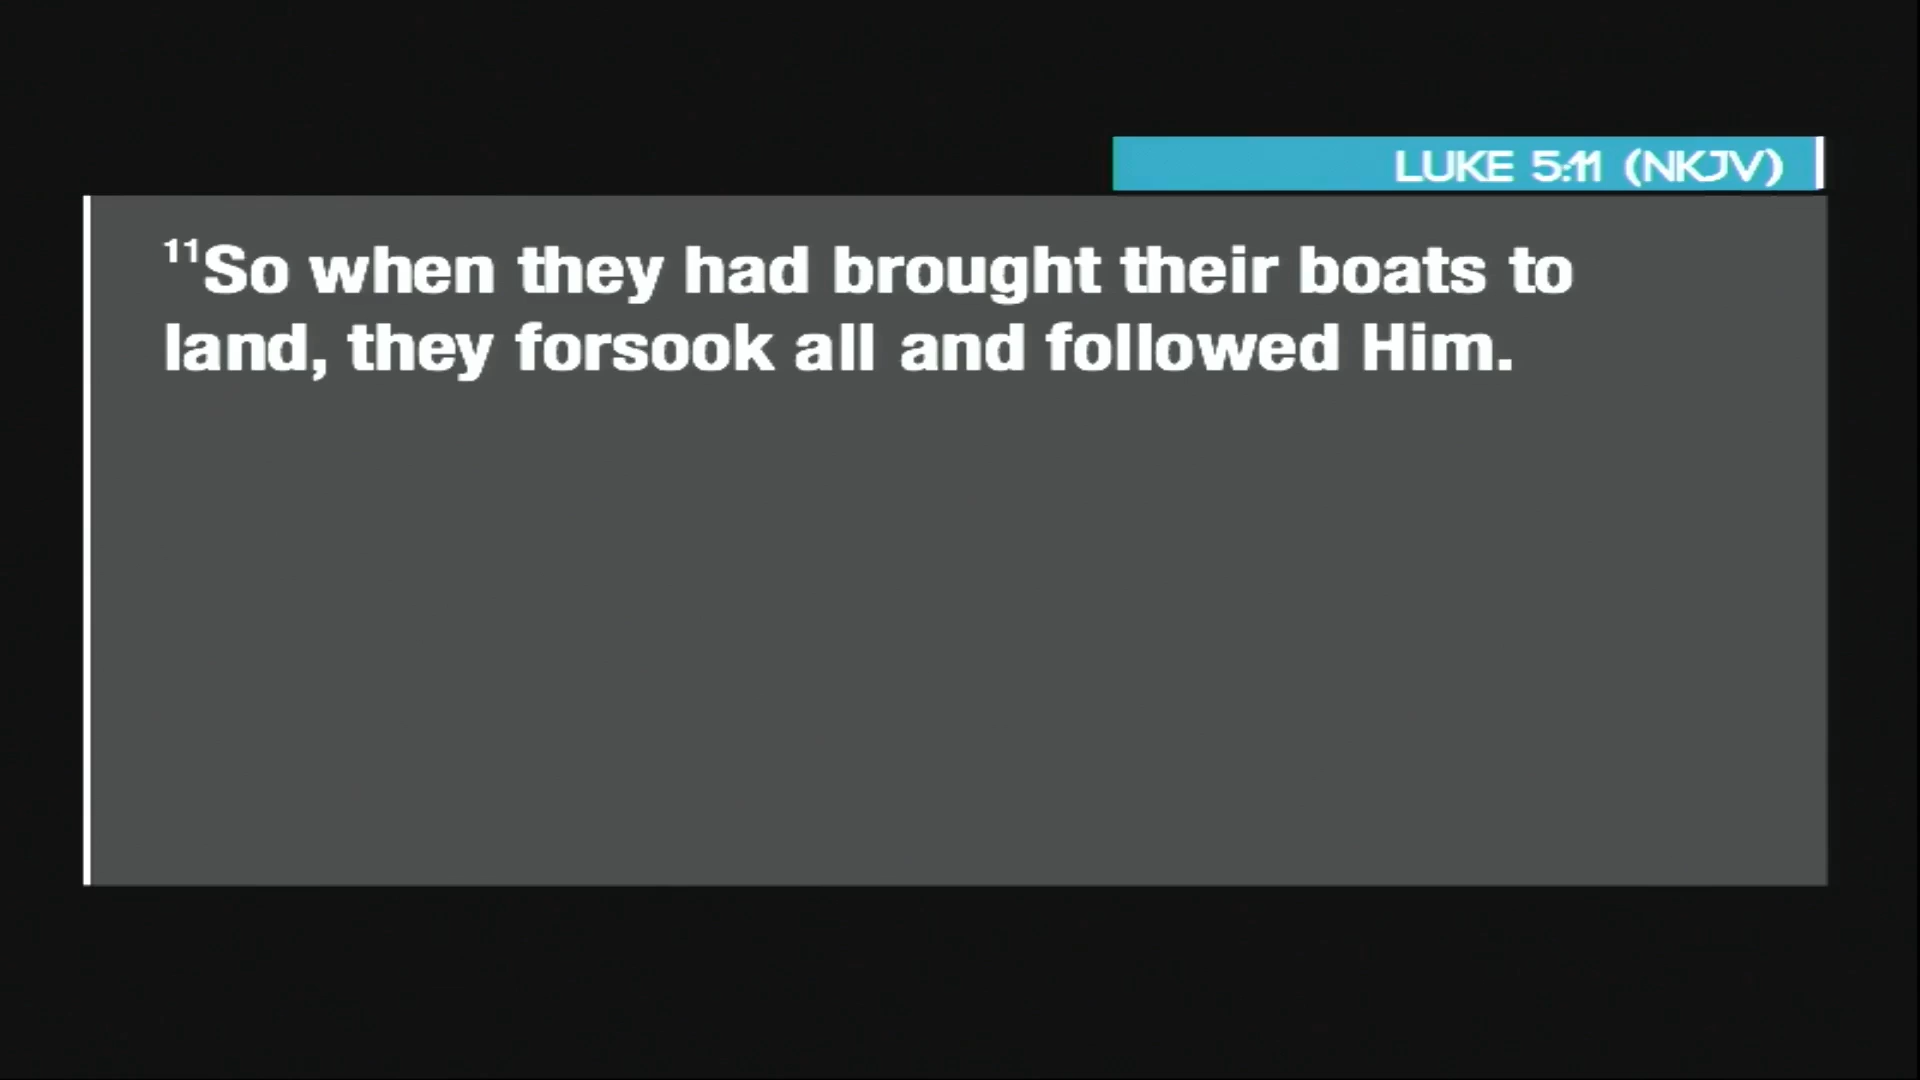 LUKE 5:11 (NKJV)
¹¹So when they had brought their boats to
land, they forsook all and followed Him.